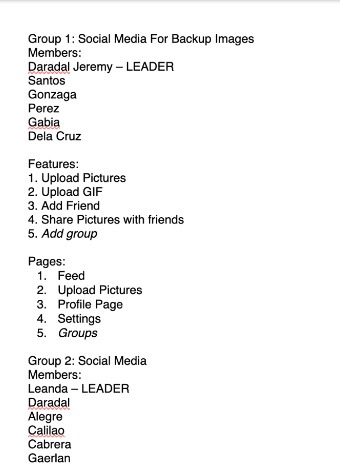 Group 1: Social Media For Backup Images
Members:
Daradal Jeremy – LEADER
Santos
Gonzaga
Perez
Gabia
Dela Cruz
Features:
1. Upload Pictures
2. Upload GIF
3. Add Friend
4. Share Pictures with friends
5. Add group
Pages:
1. Feed
2. Upload Pictures
3. Profile Page
4. Settings
5. Groups
Group 2: Social Media
Members:
Leanda – LEADER
Daradal
Alegre
Calilao
Cabrera
Gaerlan